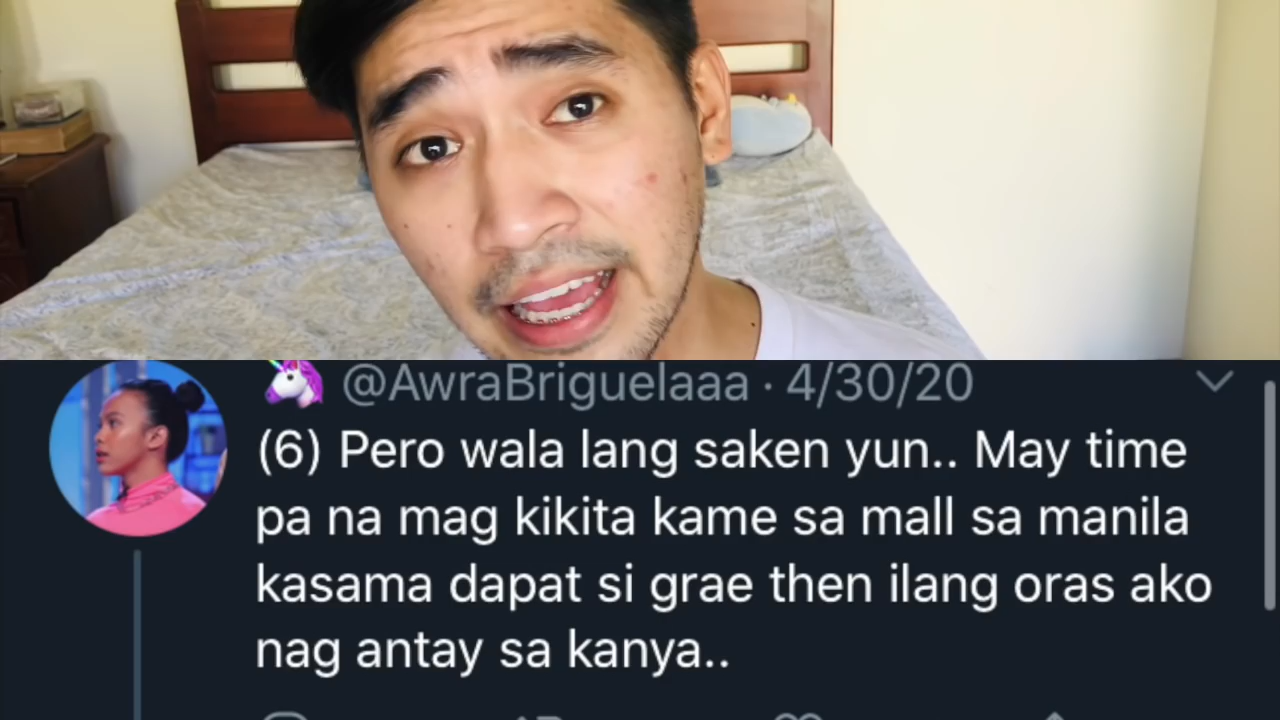 @AwraBriguelaaa · 4/30/20
(6) Pero wala lang saken yun.. May time
pa na mag kikita kame sa mall sa manila
kasama dapat si grae then ilang oras ako
nag antay sa kanya..